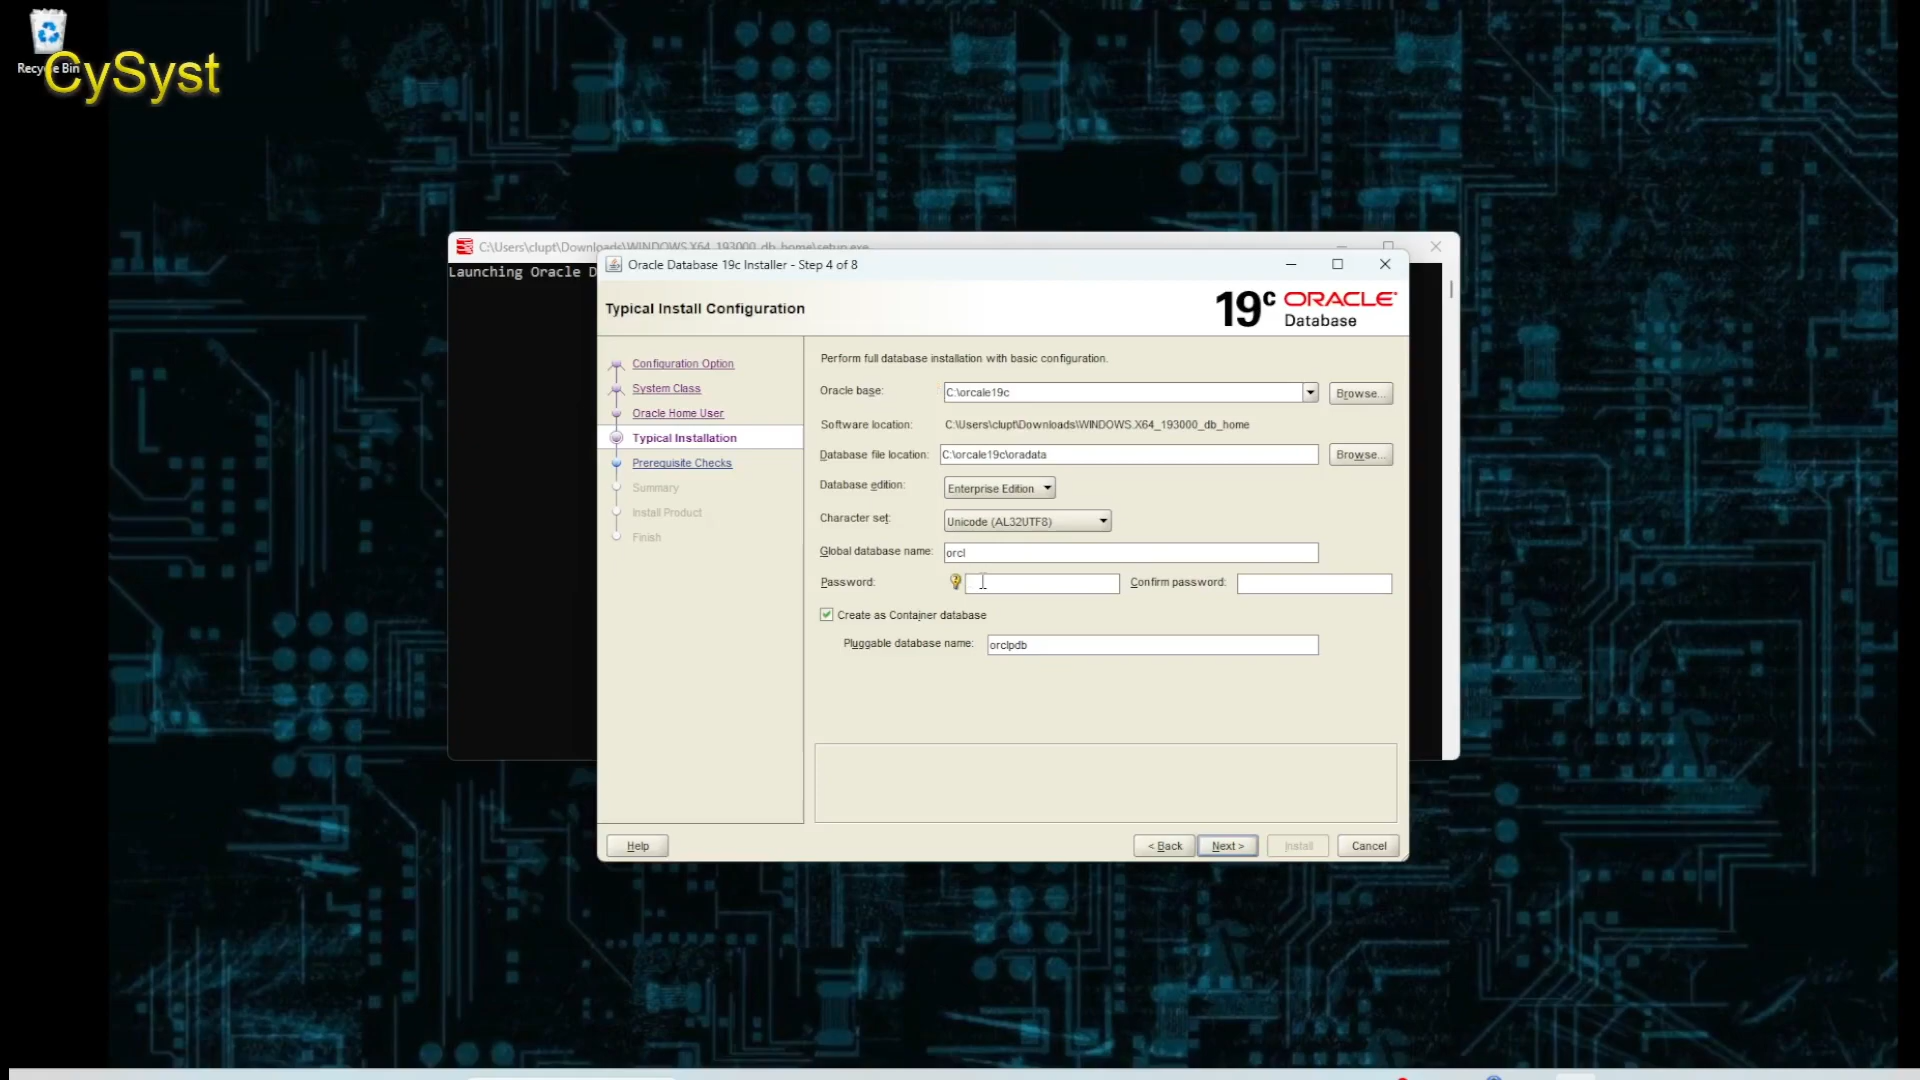 Recycle Bin
CySyst
C:\Users\clupt\Downloads\WINDOWS.X64_193000_db_home\setup.exe
Launching Oracle D
Oracle Database 19c Installer - Step 4 of 8
Typical Install Configuration
19c ORACLE
Database
Configuration Option
System Class
Oracle Home User
Typical Installation
Prerequisite Checks
Summary
Install Product
Finish
Perform full database installation with basic configuration.
Oracle base: C:\orcale19c Browse...
Software location: C:\Users\clupt\Downloads\WINDOWS.X64_193000_db_home
Database file location: C:\orcale19c\oradata Browse...
Database edition: Enterprise Edition
Character set: Unicode (AL32UTF8)
Global database name: orcl
Password: Confirm password:
Create as Container database
Pluggable database name: orclpdb
Help < Back Next > Install Cancel